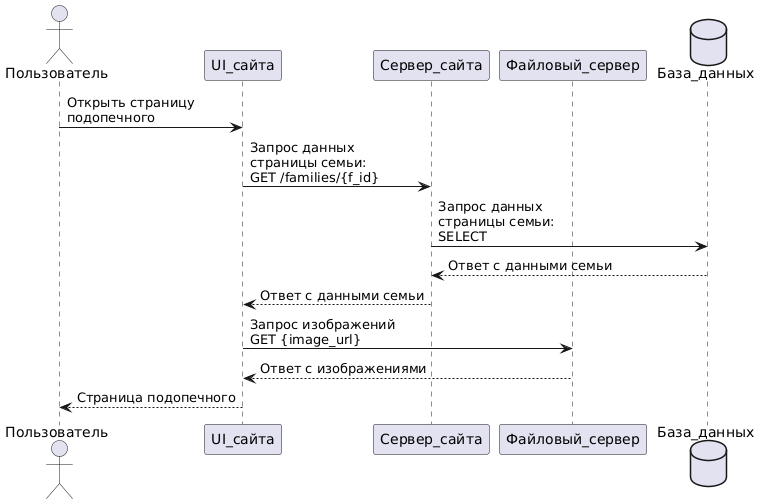 Пользователь
UI_сайта
Сервер_сайта
Файловый_сервер
База_данных
Открыть страницу
подопечного
Запрос данных
страницы семьи:
GET /families/{f_id}
Запрос данных
страницы семьи:
SELECT
Ответ с данными семьи
Ответ с данными семьи
Запрос изображений
GET {image_url}
Ответ с изображениями
Страница подопечного
Пользователь
UI_сайта
Сервер_сайта
Файловый_сервер
База_данных